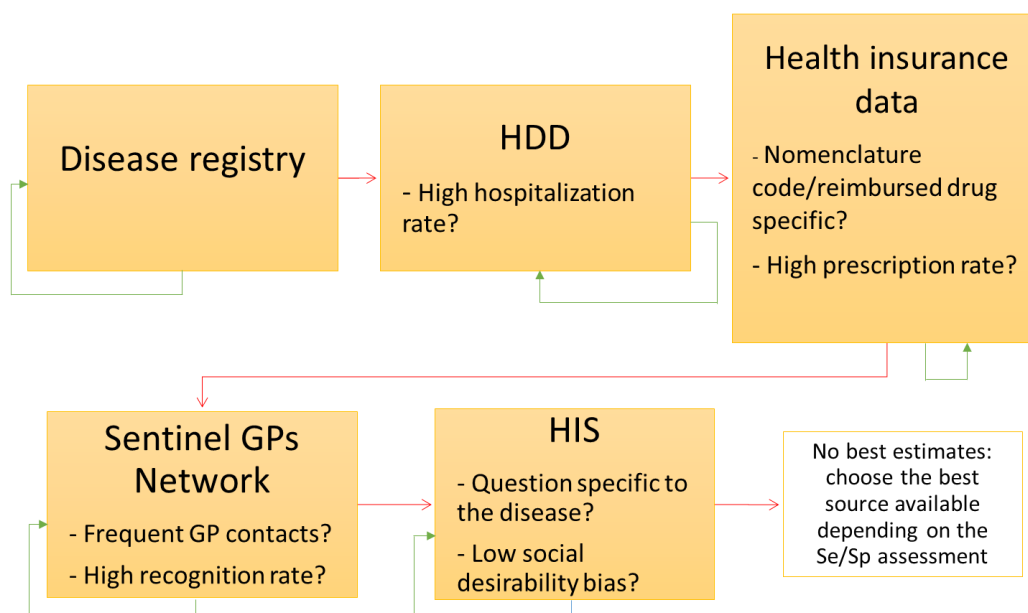 Disease registry
HDD
- High hospitalization
rate?
Health insurance
data
- Nomenclature
code/reimbursed drug
specific?
- High prescription rate?
Sentinel GPs
Network
- Frequent GP contacts?
- High recognition rate?
HIS
- Question specific to
the disease?
- Low social
desirability bias?
No best estimates:
choose the best
source available
depending on the
Se/Sp assessment